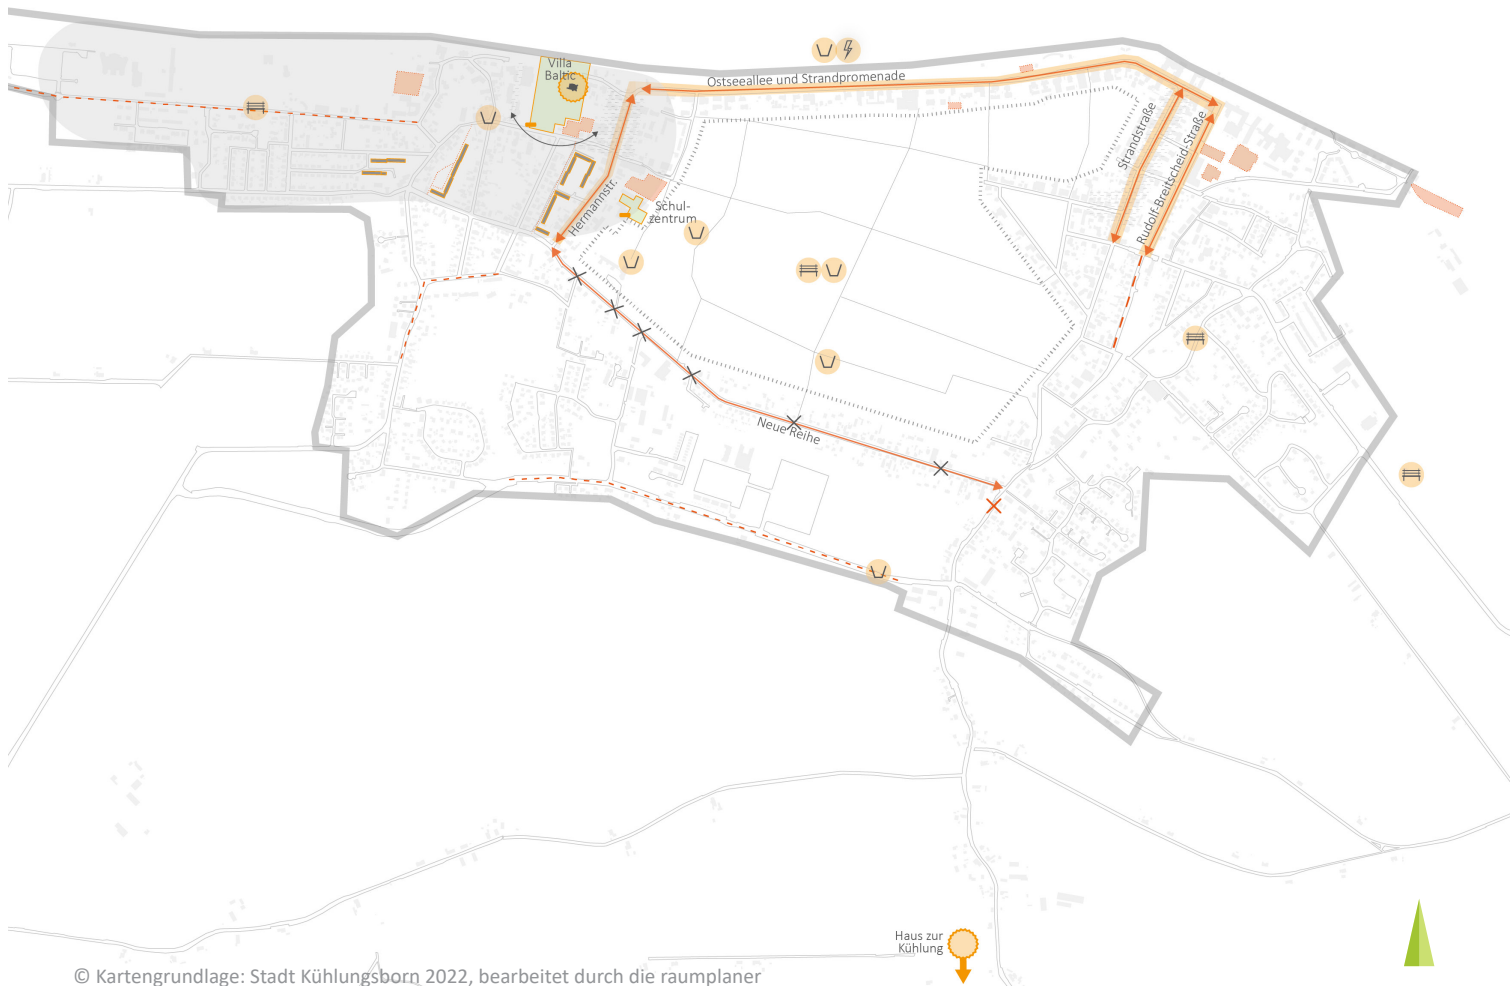 Villa
Baltic
Ostseeallee und Strandpromenade
Strandstraße
Rudolf-Breitscheid-Straße
Hermannstr.
Schul-
zentrum
Neue Reihe
Haus zur
Kühlung
© Kartengrundlage: Stadt Kühlungsborn 2022, bearbeitet durch die raumplaner